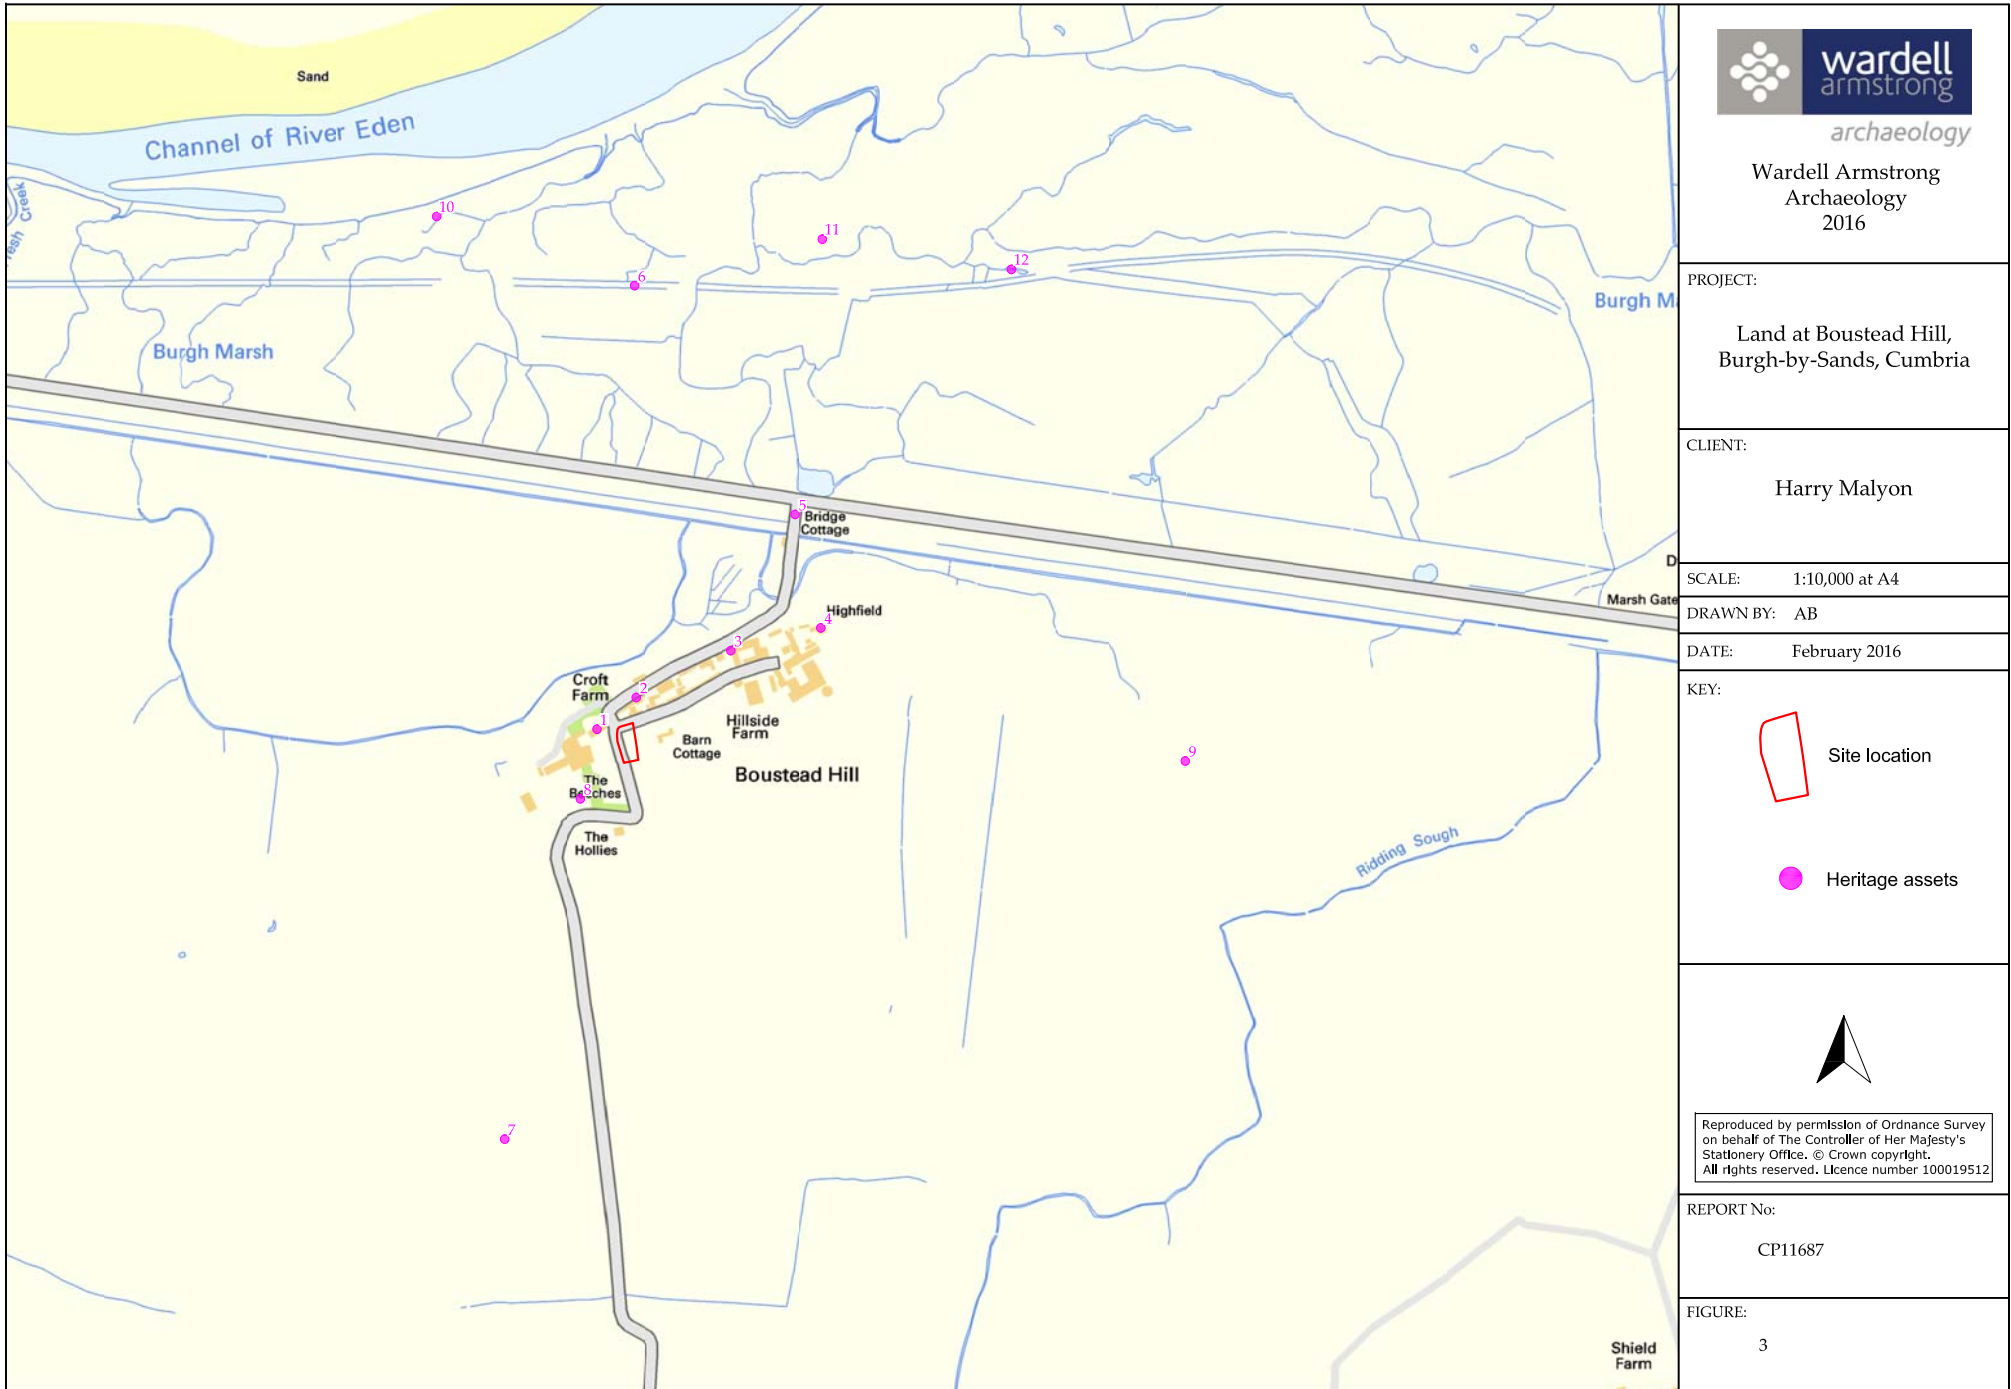 Sand
Channel of River Eden
Creek
10
11
12
6
Burgh Marsh
Burgh
5
Bridge
Cottage
Marsh Gate
Highfield
4
3
Croft
Farm
2
1
Hillside
Farm
Barn
Cottage
Boustead Hill
9
The
Beeches
8
The
Hollies
Ridding Sough
7
Shield
Farm
wardell
armstrong
archaeology
Wardell Armstrong
Archaeology
2016
PROJECT:
Land at Boustead Hill,
Burgh-by-Sands, Cumbria
CLIENT:
Harry Malyon
SCALE: 1:10,000 at A4
DRAWN BY: AB
DATE: February 2016
KEY:
Site location
Heritage assets
Reproduced by permission of Ordnance Survey
on behalf of The Controller of Her Majesty's
Stationery Office. © Crown copyright.
All rights reserved. Licence number 100019512
REPORT No:
CP11687
FIGURE:
3